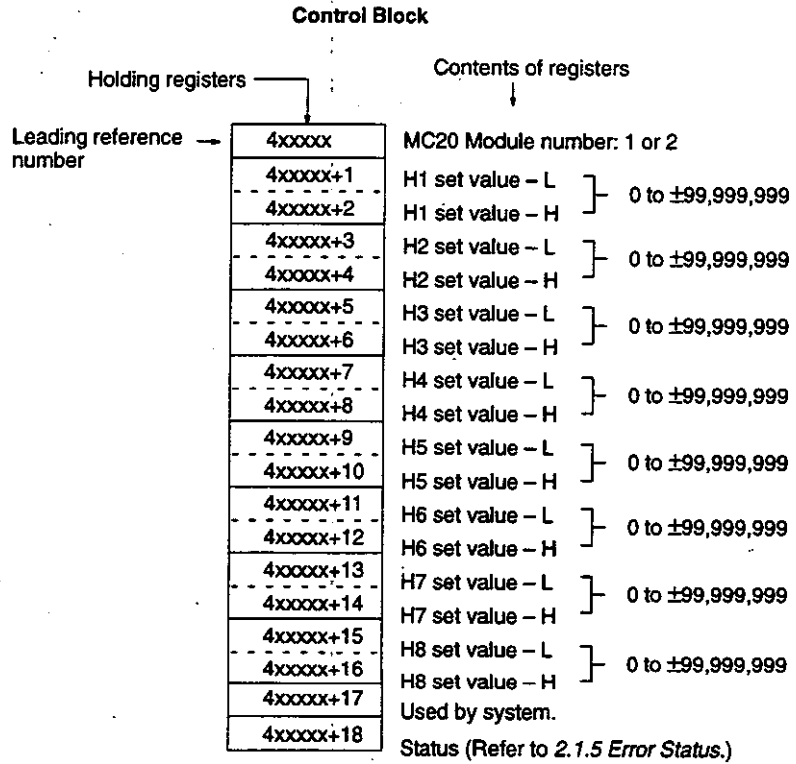 Control Block
Holding registers
Contents of registers
Leading reference
number
4xxxxx
MC20 Module number: 1 or 2
4xxxxx+1
H1 set value – L
0 to ±99,999,999
4xxxxx+2
H1 set value – H
4xxxxx+3
H2 set value – L
0 to ±99,999,999
4xxxxx+4
H2 set value – H
4xxxxx+5
H3 set value – L
0 to ±99,999,999
4xxxxx+6
H3 set value – H
4xxxxx+7
H4 set value – L
0 to ±99,999,999
4xxxxx+8
H4 set value – H
4xxxxx+9
H5 set value – L
0 to ±99,999,999
4xxxxx+10
H5 set value – H
4xxxxx+11
H6 set value – L
0 to ±99,999,999
4xxxxx+12
H6 set value – H
4xxxxx+13
H7 set value – L
0 to ±99,999,999
4xxxxx+14
H7 set value – H
4xxxxx+15
H8 set value – L
0 to ±99,999,999
4xxxxx+16
H8 set value – H
4xxxxx+17
Used by system.
4xxxxx+18
Status (Refer to 2.1.5 Error Status.)